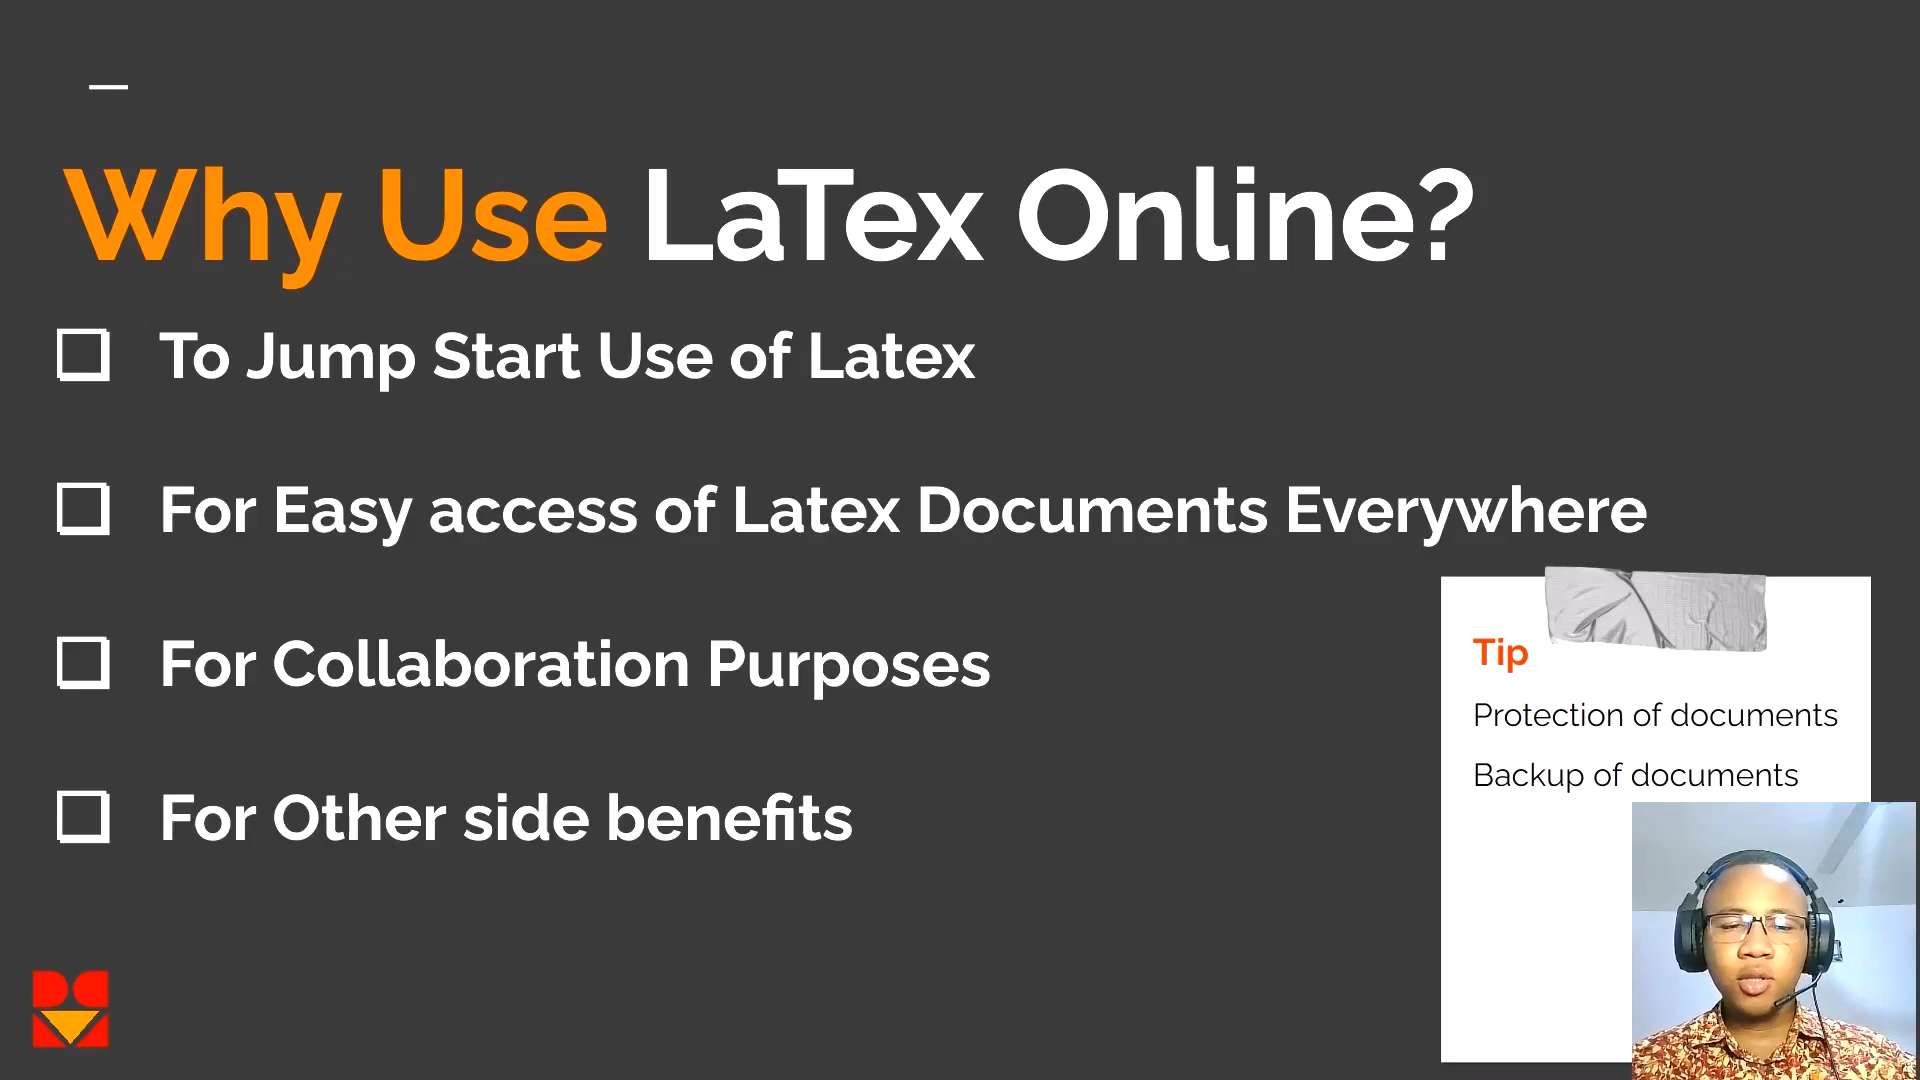 Why Use LaTex Online?
To Jump Start Use of Latex
For Easy access of Latex Documents Everywhere
For Collaboration Purposes
For Other side benefits
Tip
Protection of documents
Backup of documents